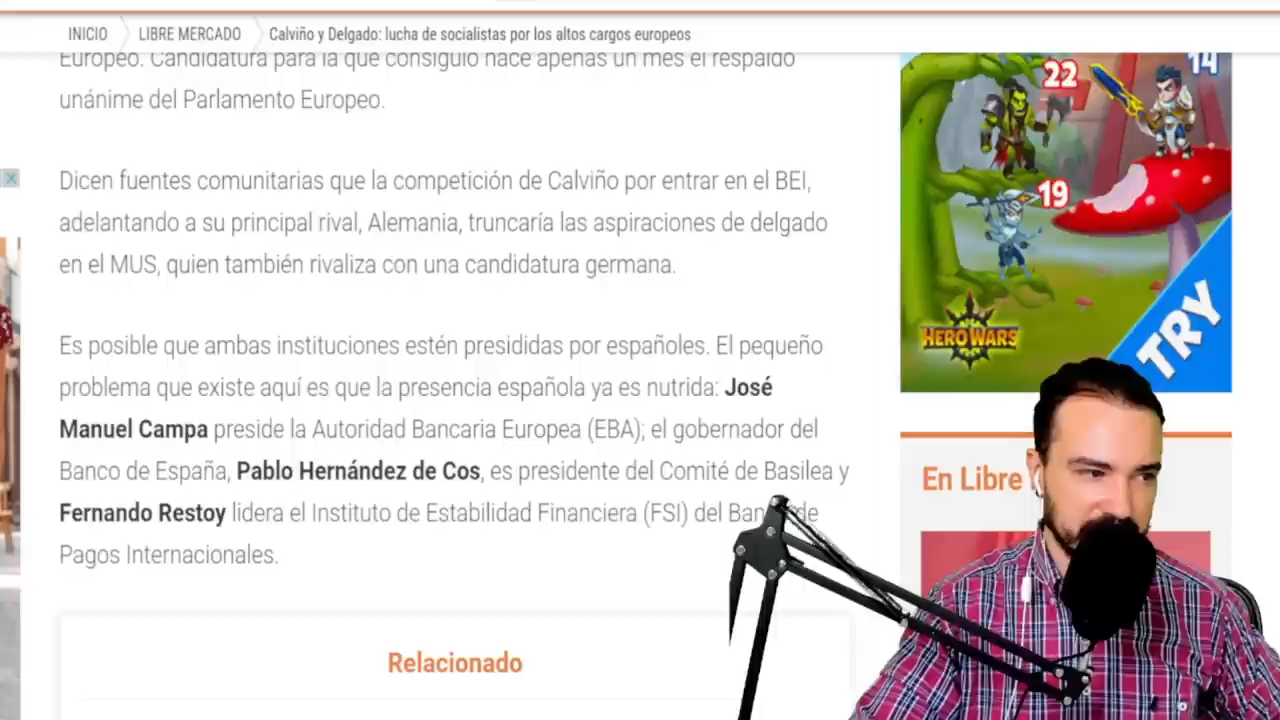 INICIO
LIBRE MERCADO
Calviño y Delgado: lucha de socialistas por los altos cargos europeos
Europeo. Candidatura para la que consiguió hace apenas un mes el respaldo
unánime del Parlamento Europeo.
Dicen fuentes comunitarias que la competición de Calviño por entrar en el BEI,
adelantando a su principal rival, Alemania, truncaría las aspiraciones de delgado
en el MUS, quien también rivaliza con una candidatura germana.
Es posible que ambas instituciones estén presididas por españoles. El pequeño
problema que existe aquí es que la presencia española ya es nutrida: José
Manuel Campa preside la Autoridad Bancaria Europea (EBA); el gobernador del
Banco de España, Pablo Hernández de Cos, es presidente del Comité de Basilea y
Fernando Restoy lidera el Instituto de Estabilidad Financiera (FSI) del Ban de
Pagos Internacionales.
Relacionado
22
14
19
HERO WARS
TRY
En Libre